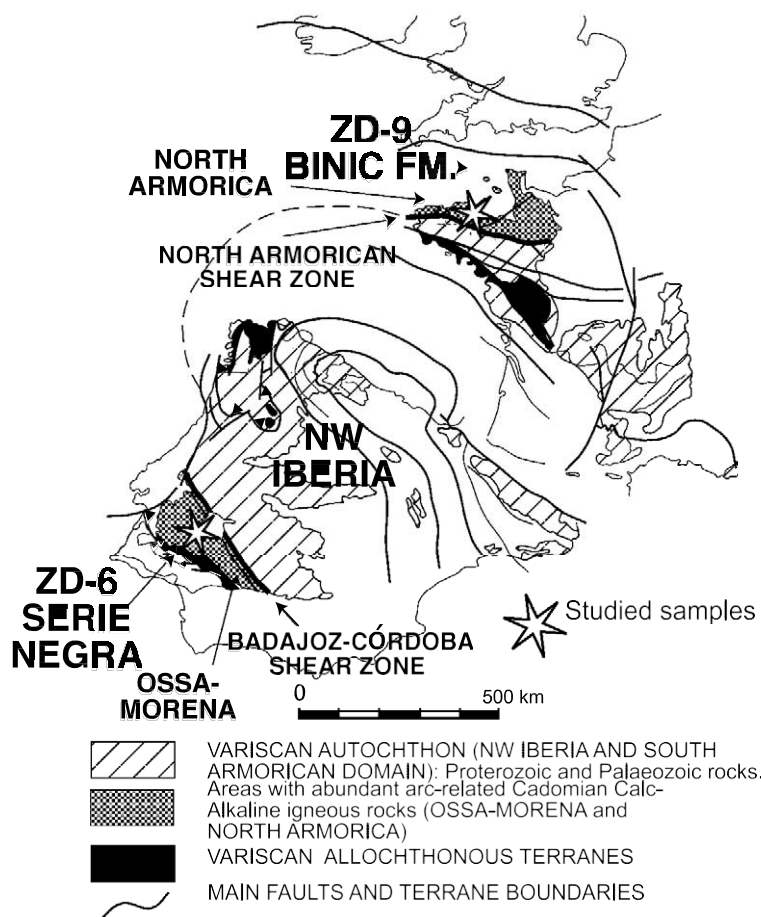 ZD-9
BINIC FM.
NORTH
ARMORICA
NORTH ARMORICAN
SHEAR ZONE
NW
IBERIA
ZD-6
SERIE
NEGRA
BADAJOZ-CÓRDOBA
SHEAR ZONE
OSSA-
MORENA
Studied samples
0 500 km
VARISCAN AUTOCHTHON (NW IBERIA AND SOUTH
ARMORICAN DOMAIN): Proterozoic and Palaeozoic rocks.
Areas with abundant arc-related Cadomian Calc-
Alkaline igneous rocks (OSSA-MORENA and
NORTH ARMORICA)
VARISCAN ALLOCHTHONOUS TERRANES
MAIN FAULTS AND TERRANE BOUNDARIES